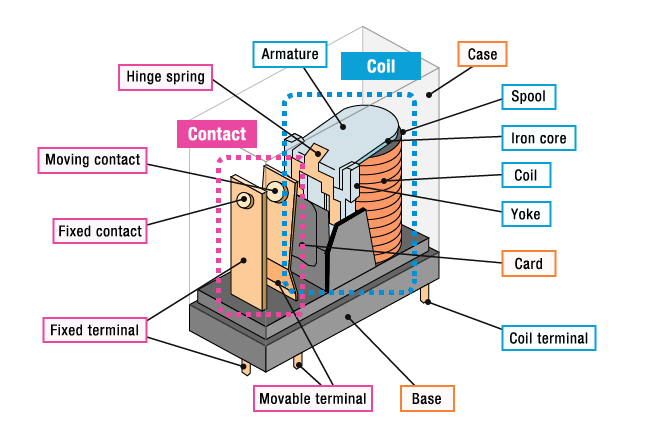 Armature
Coil
Case
Hinge spring
Spool
Contact
Iron core
Moving contact
Coil
Yoke
Fixed contact
Card
Fixed terminal
Coil terminal
Movable terminal
Base